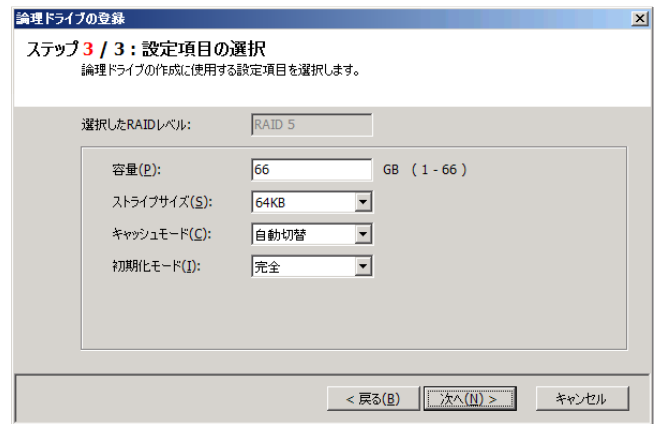 論理ドライブの登録
ステップ 3 / 3 : 設定項目の選択
論理ドライブの作成に使用する設定項目を選択します。
選択したRAIDレベル: RAID 5
容量(P): 66 GB ( 1 - 66 )
ストライプサイズ(S): 64KB
キャッシュモード(C): 自動切替
初期化モード(I): 完全
< 戻る(B) 次へ(N) > キャンセル